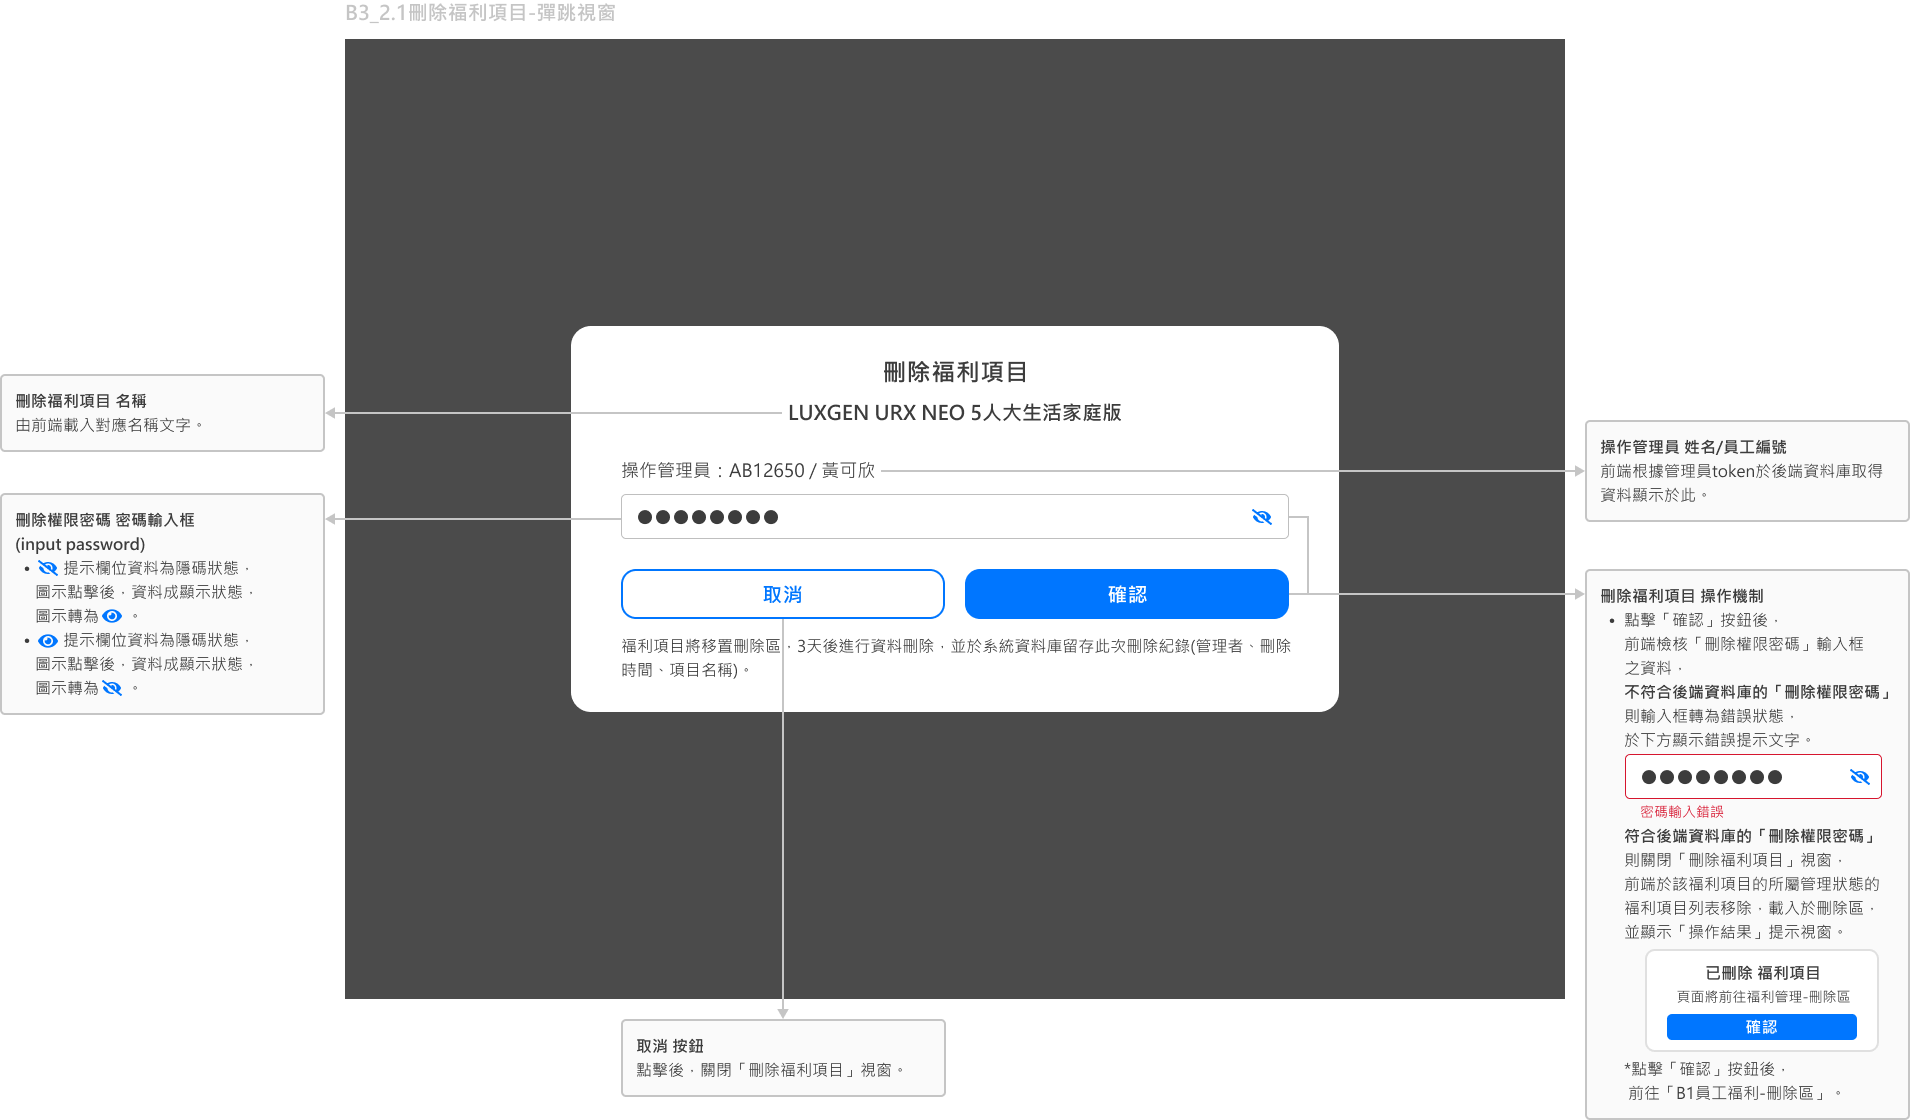 B3_2.1刪除福利項目-彈跳視窗
刪除福利項目
LUXGEN URX NEO 5人大生活家庭版
操作管理員：AB12650 / 黃可欣
取消
確認
福利項目將移置刪除區，3天後進行資料刪除，並於系統資料庫留存此次刪除紀錄(管理者、刪除
時間、項目名稱)。
刪除福利項目 名稱
由前端載入對應名稱文字。
刪除權限密碼 密碼輸入框
(input password)
• 提示欄位資料為隱碼狀態，
圖示點擊後，資料成顯示狀態，
圖示轉為 。
• 提示欄位資料為隱碼狀態，
圖示點擊後，資料成顯示狀態，
圖示轉為 。
取消 按鈕
點擊後，關閉「刪除福利項目」視窗。
操作管理員 姓名/員工編號
前端根據管理員token於後端資料庫取得
資料顯示於此。
刪除福利項目 操作機制
• 點擊「確認」按鈕後，
前端檢核「刪除權限密碼」輸入框
之資料，
不符合後端資料庫的「刪除權限密碼」
則輸入框轉為錯誤狀態，
於下方顯示錯誤提示文字。
密碼輸入錯誤
符合後端資料庫的「刪除權限密碼」
則關閉「刪除福利項目」視窗，
前端於該福利項目的所屬管理狀態的
福利項目列表移除，載入於刪除區，
並顯示「操作結果」提示視窗。
已刪除 福利項目
頁面將前往福利管理-刪除區
確認
*點擊「確認」按鈕後，
前往「B1員工福利-刪除區」。